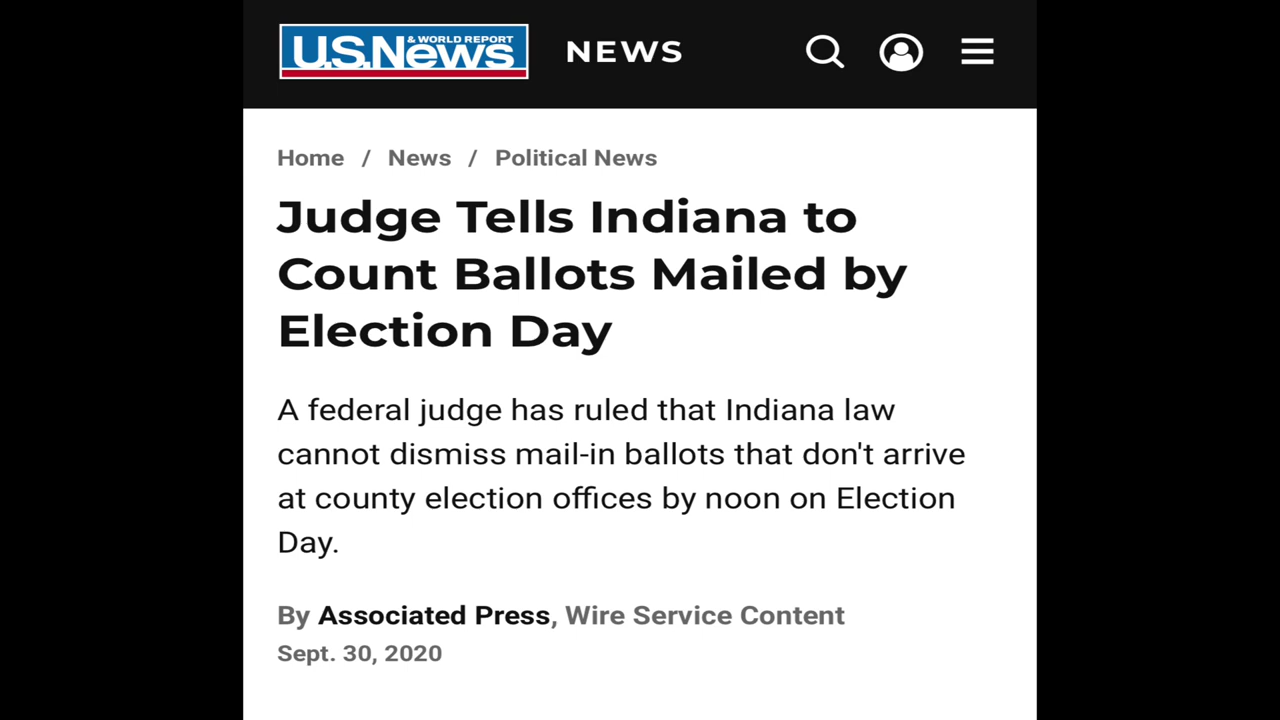 U.S.News & WORLD REPORT NEWS
Home / News / Political News
Judge Tells Indiana to
Count Ballots Mailed by
Election Day
A federal judge has ruled that Indiana law
cannot dismiss mail-in ballots that don't arrive
at county election offices by noon on Election
Day.
By Associated Press, Wire Service Content
Sept. 30, 2020